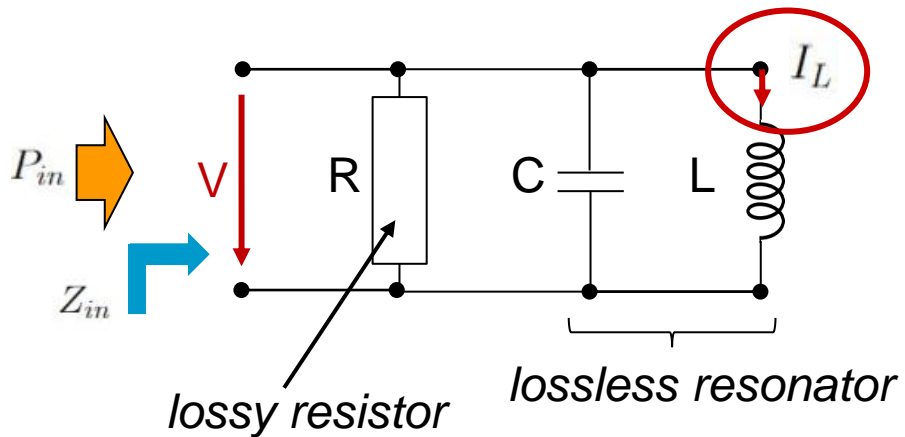 I_L
P_in
V
R
C
L
Z_in
lossless resonator
lossy resistor